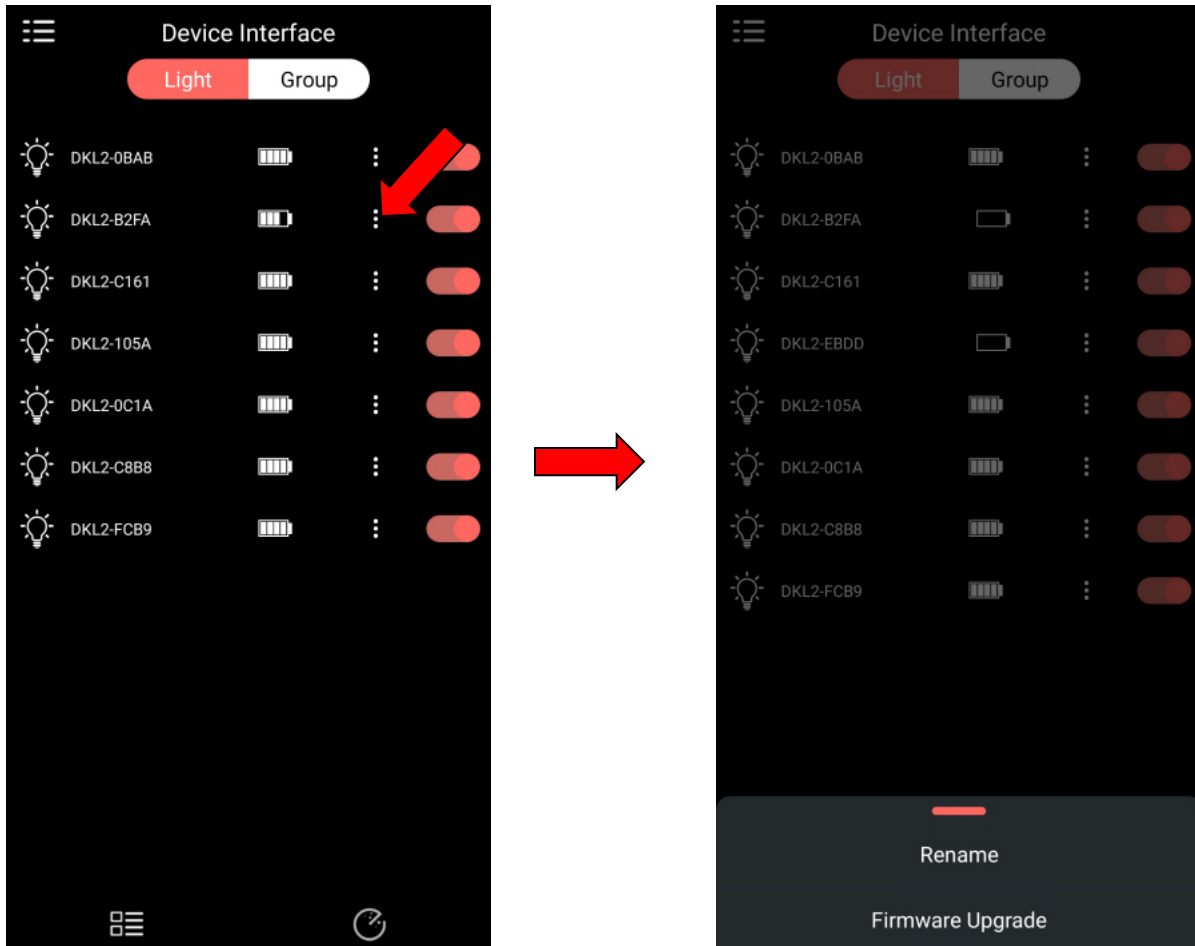 Device Interface
Light Group
DKL2-0BAB
DKL2-B2FA
DKL2-C161
DKL2-105A
DKL2-0C1A
DKL2-C8B8
DKL2-FCB9
Device Interface
Light Group
DKL2-0BAB
DKL2-B2FA
DKL2-C161
DKL2-EBDD
DKL2-105A
DKL2-0C1A
DKL2-C8B8
DKL2-FCB9
Rename
Firmware Upgrade